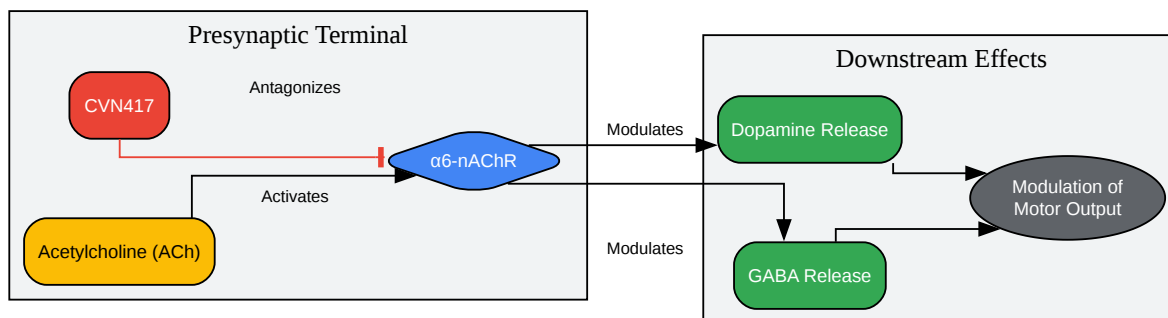 Presynaptic Terminal
CVN417
Antagonizes
α6-nAChR
Activates
Acetylcholine (ACh)
Modulates
Modulates
Downstream Effects
Dopamine Release
GABA Release
Modulation of
Motor Output